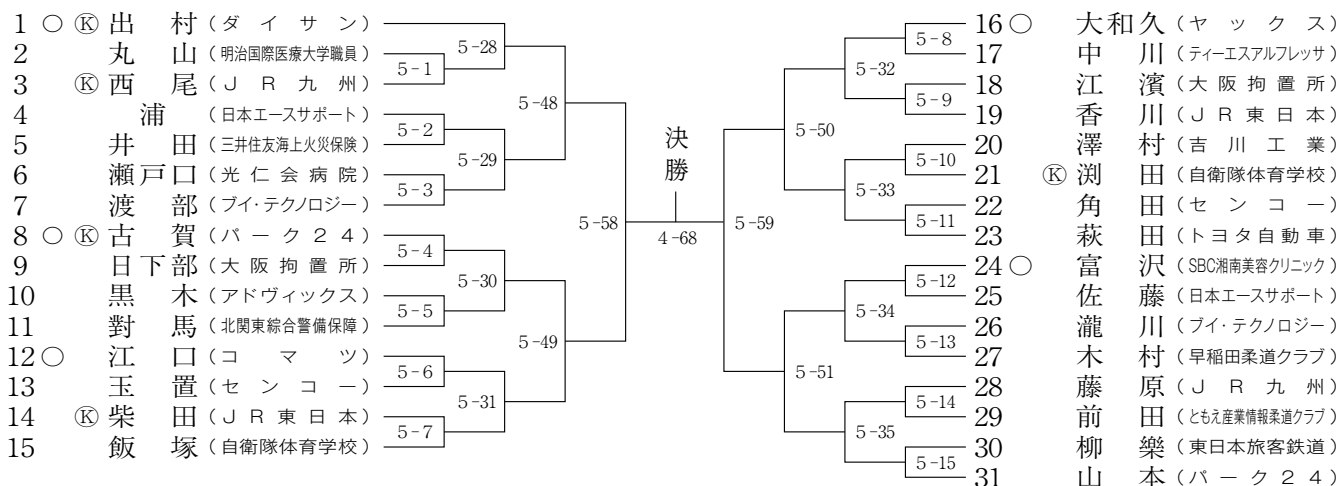 1 ○ Ⓚ 出村（ダイサン）
2 丸山（明治国際医療大学職員）
3 Ⓚ 西尾（ＪＲ九州）
4 浦（日本エースサポート）
5 井田（三井住友海上火災保険）
6 瀬戸口（光仁会病院）
7 渡部（ブイ・テクノロジー）
8 ○ Ⓚ 古賀（パーク２４）
9 日下部（大阪拘置所）
10 黒木（アドヴィックス）
11 對馬（北関東綜合警備保障）
12 ○ 江口（コマツ）
13 玉置（センコー）
14 Ⓚ 柴田（ＪＲ東日本）
15 飯塚（自衛隊体育学校）
5-28
5-1
5-2
5-29
5-3
5-4
5-30
5-5
5-6
5-31
5-7
5-48
5-49
5-58
決勝
4-68
5-59
5-50
5-51
5-8
5-32
5-9
5-10
5-33
5-11
5-12
5-34
5-13
5-14
5-35
5-15
16 ○ 大和久（ヤックス）
17 中川（ティーエスアルフレッサ）
18 江濱（大阪拘置所）
19 香川（ＪＲ東日本）
20 澤村（吉川工業）
21 Ⓚ 渕田（自衛隊体育学校）
22 角田（センコー）
23 萩田（トヨタ自動車）
24 ○ 富沢（SBC湘南美容クリニック）
25 佐藤（日本エースサポート）
26 瀧川（ブイ・テクノロジー）
27 木村（早稲田柔道クラブ）
28 藤原（ＪＲ九州）
29 前田（ともえ産業情報柔道クラブ）
30 柳樂（東日本旅客鉄道）
31 山本（パーク２４）